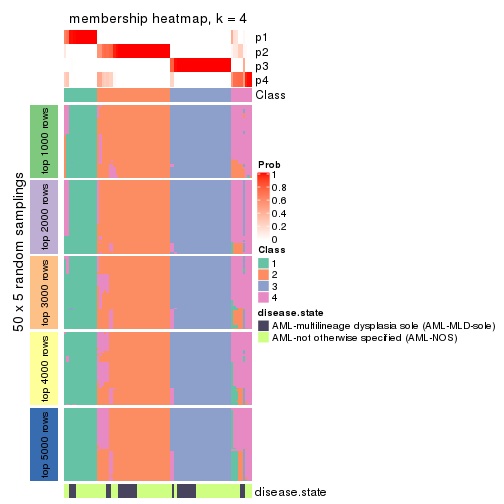 membership heatmap, k = 4
p1
p2
p3
p4
Class
50 x 5 random samplings
top 1000 rows
top 2000 rows
top 3000 rows
top 4000 rows
top 5000 rows
Prob
1
0.8
0.6
0.4
0.2
0
Class
1
2
3
4
disease.state
AML-multilineage dysplasia sole (AML-MLD-sole)
AML-not otherwise specified (AML-NOS)
disease.state